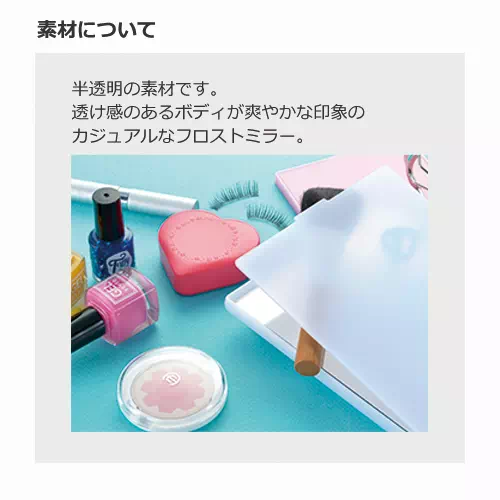 素材について
半透明の素材です。
透け感のあるボディが爽やかな印象の
カジュアルなフロストミラー。
GEL